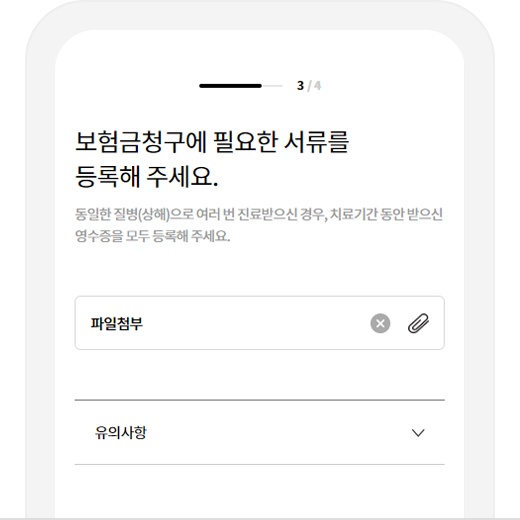 3 / 4
보험금청구에 필요한 서류를
등록해 주세요.
동일한 질병(상해)으로 여러 번 진료받으신 경우, 치료기간 동안 받으신
영수증을 모두 등록해 주세요.
파일첨부
유의사항